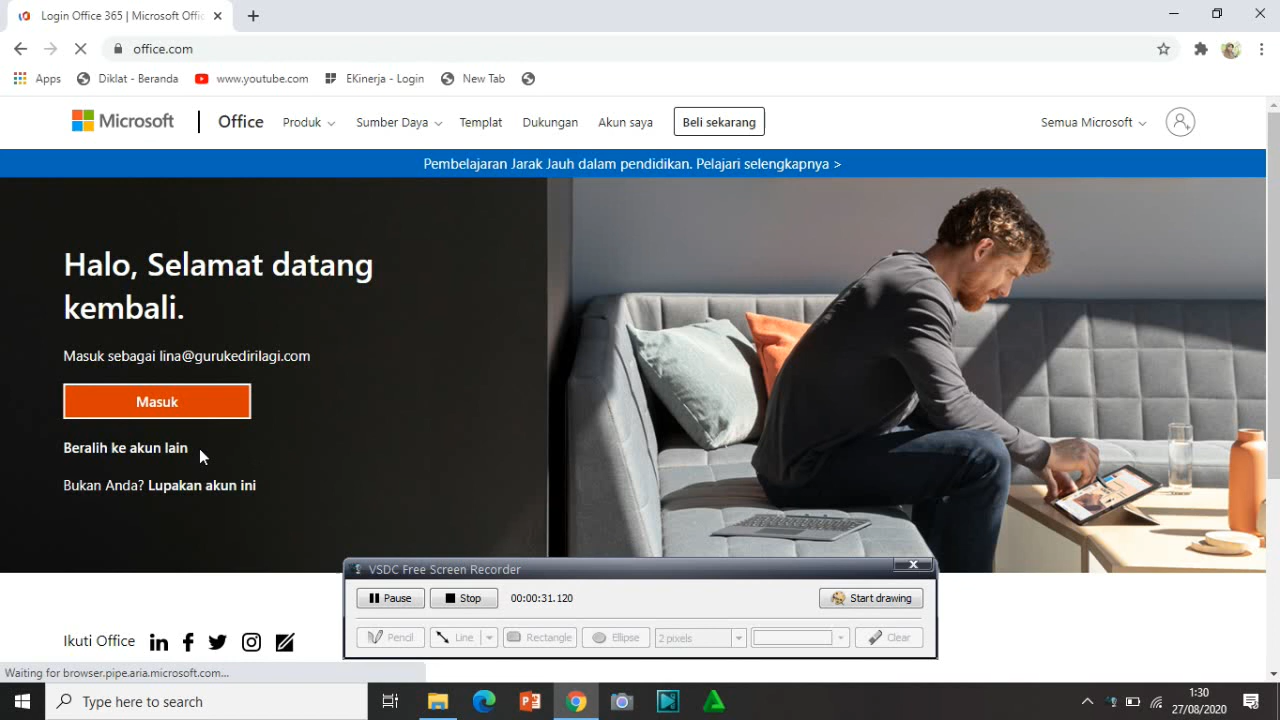 Login Office 365 | Microsoft Offic
office.com
Apps
Diklat - Beranda
www.youtube.com
EKinerja - Login
New Tab
Microsoft
Office
Produk
Sumber Daya
Templat
Dukungan
Akun saya
Beli sekarang
Semua Microsoft
Pembelajaran Jarak Jauh dalam pendidikan. Pelajari selengkapnya >
Halo, Selamat datang
kembali.
Masuk sebagai lina@gurukedirilagi.com
Masuk
Beralih ke akun lain
Bukan Anda? Lupakan akun ini
VSDC Free Screen Recorder
Pause
Stop
00:00:31.120
Start drawing
Pencil
Line
Rectangle
Ellipse
2 pixels
Clear
Ikuti Office
Waiting for browser.pipe.aria.microsoft.com...
Type here to search
1:30
27/08/2020